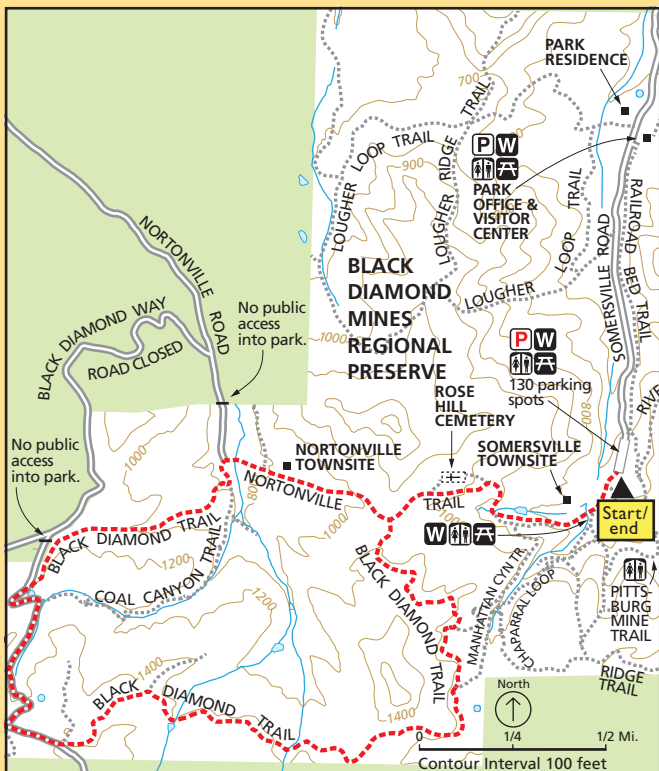 PARK
RESIDENCE
700
LOUGHER LOOP TRAIL
900
LOUGHER RIDGE TRAIL
P W
PARK
OFFICE &
VISITOR
CENTER
LOOP TRAIL
LOUGHER
SOMERSVILLE ROAD
RAILROAD BED TRAIL
NORTONVILLE ROAD
BLACK
DIAMOND
MINES
REGIONAL
PRESERVE
1000
BLACK DIAMOND WAY
ROAD CLOSED
No public
access
into park.
P W
130 parking
spots
RIVE
800
ROSE
HILL
CEMETERY
SOMERSVILLE
TOWNSITE
1000
No public
access
into park.
NORTONVILLE
TOWNSITE
800
NORTONVILLE
TRAIL
1000
1000
Start/
end
W
BLACK DIAMOND TRAIL
1200
COAL CANYON TRAIL
1200
BLACK DIAMOND TRAIL
MANHATTAN CYN TR.
CHAPARRAL LOOP
PITTS-
BURG
MINE
TRAIL
RIDGE
TRAIL
1400
BLACK DIAMOND TRAIL
1400
North
0 1/4 1/2 Mi.
Contour Interval 100 feet